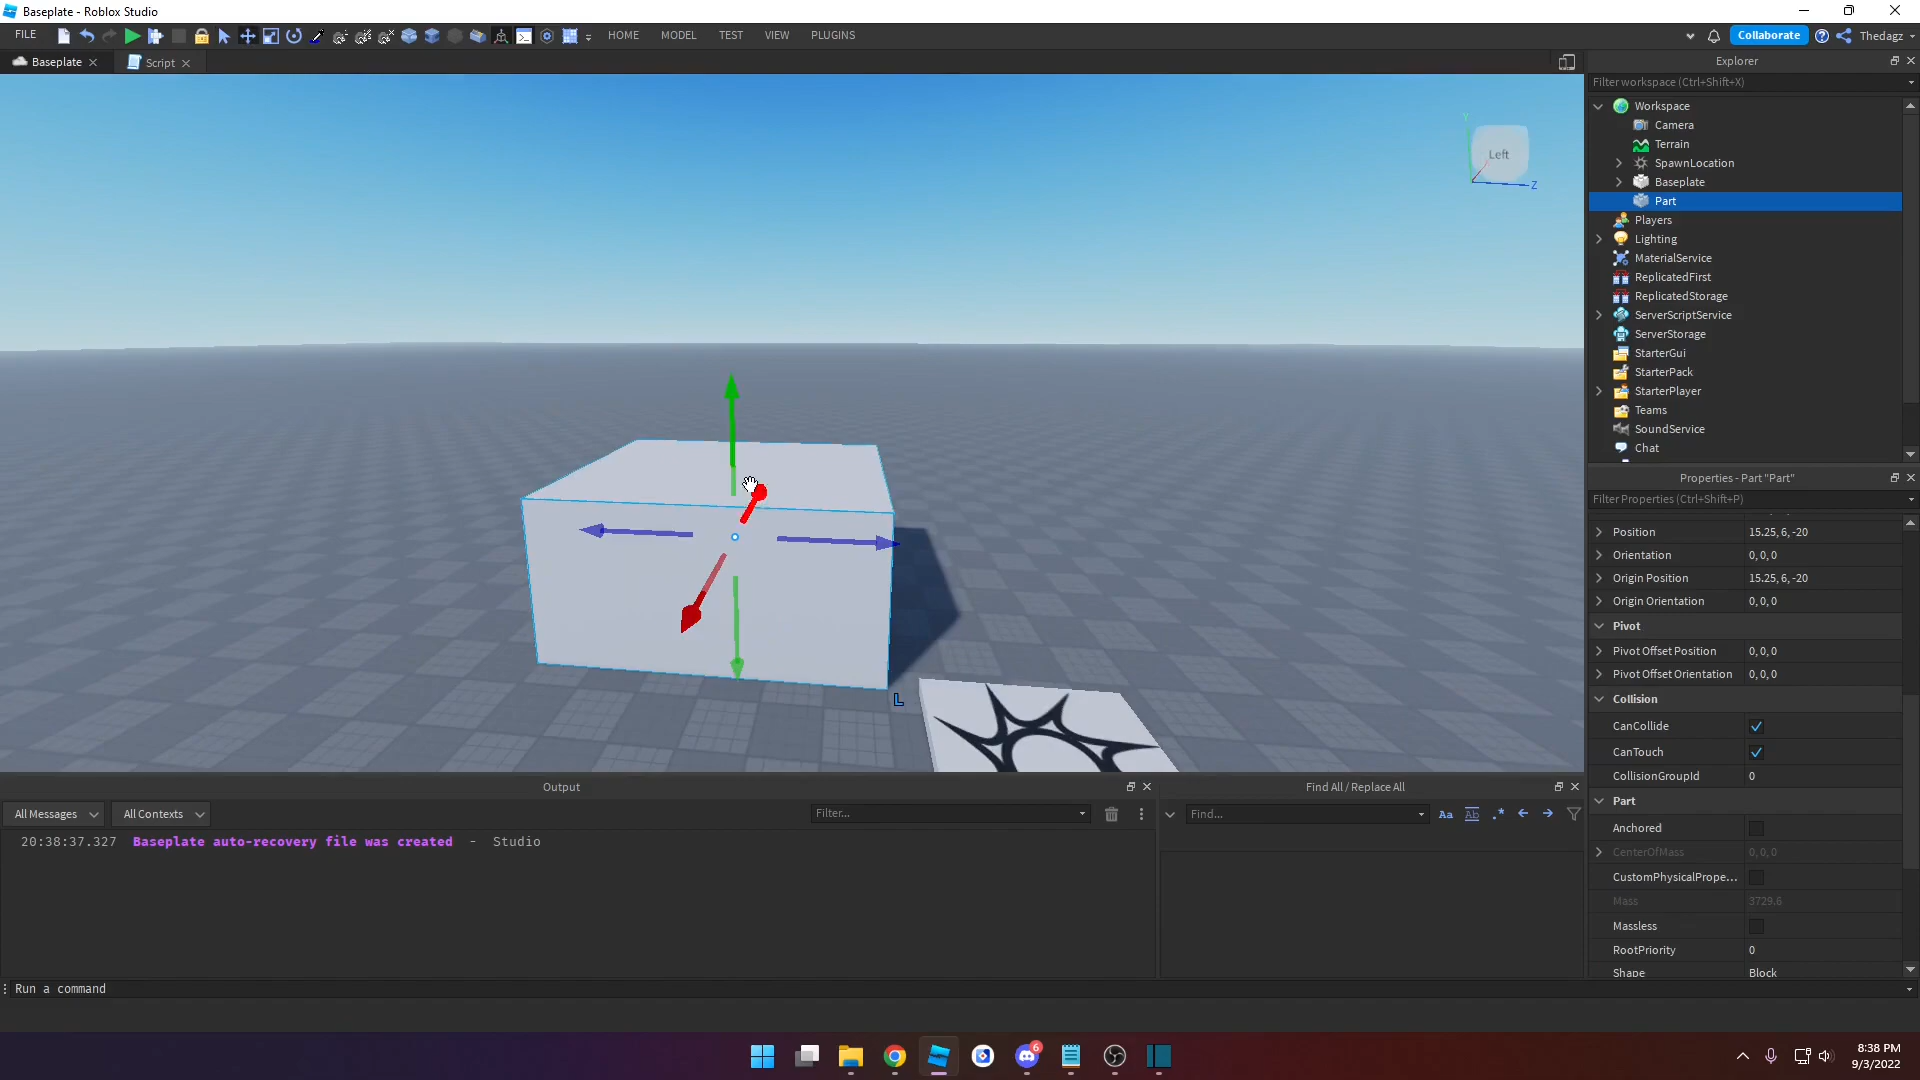 Baseplate - Roblox Studio
FILE
HOME
MODEL
TEST
VIEW
PLUGINS
Collaborate
Thedagz
Baseplate
Script
Explorer
Filter workspace (Ctrl+Shift+X)
Workspace
Camera
Terrain
SpawnLocation
Baseplate
Part
Players
Lighting
MaterialService
ReplicatedFirst
ReplicatedStorage
ServerScriptService
ServerStorage
StarterGui
StarterPack
StarterPlayer
Teams
SoundService
Chat
Y
Left
Z
L
Properties - Part "Part"
Filter Properties (Ctrl+Shift+P)
Position 15.25, 6, -20
Orientation 0, 0, 0
Origin Position 15.25, 6, -20
Origin Orientation 0, 0, 0
Pivot
Pivot Offset Position 0, 0, 0
Pivot Offset Orientation 0, 0, 0
Collision
CanCollide
CanTouch
CollisionGroupId 0
Part
Anchored
CenterOfMass 0, 0, 0
CustomPhysicalPrope...
Mass 3729.6
Massless
RootPriority 0
Shape Block
Output
All Messages
All Contexts
Filter...
20:38:37.327 Baseplate auto-recovery file was created - Studio
Find All / Replace All
Find...
Aa
Ab
.*
Run a command
6
8:38 PM
9/3/2022